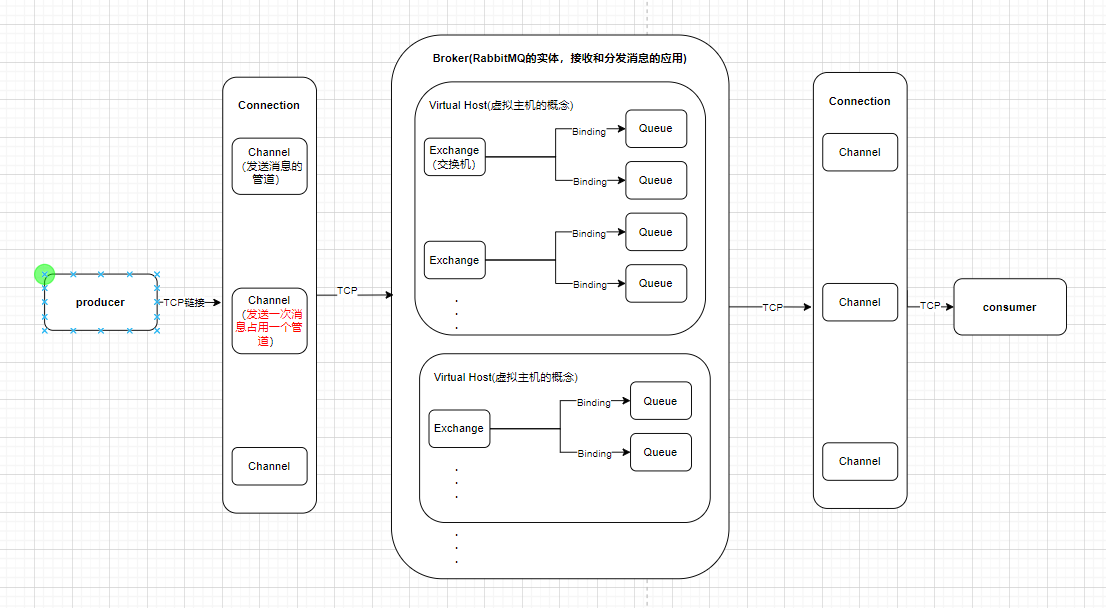 producer
TCP链接
Connection
Channel
（发送消息的
管道）
Channel
（发送一次消
息占用一个管
道）
Channel
TCP
Broker(RabbitMQ的实体，接收和分发消息的应用)
Virtual Host(虚拟主机的概念)
Exchange
（交换机）
Binding
Queue
Binding
Queue
Exchange
Binding
Queue
Binding
Queue
Virtual Host(虚拟主机的概念)
Exchange
Binding
Queue
Binding
Queue
TCP
Connection
Channel
Channel
Channel
TCP
consumer